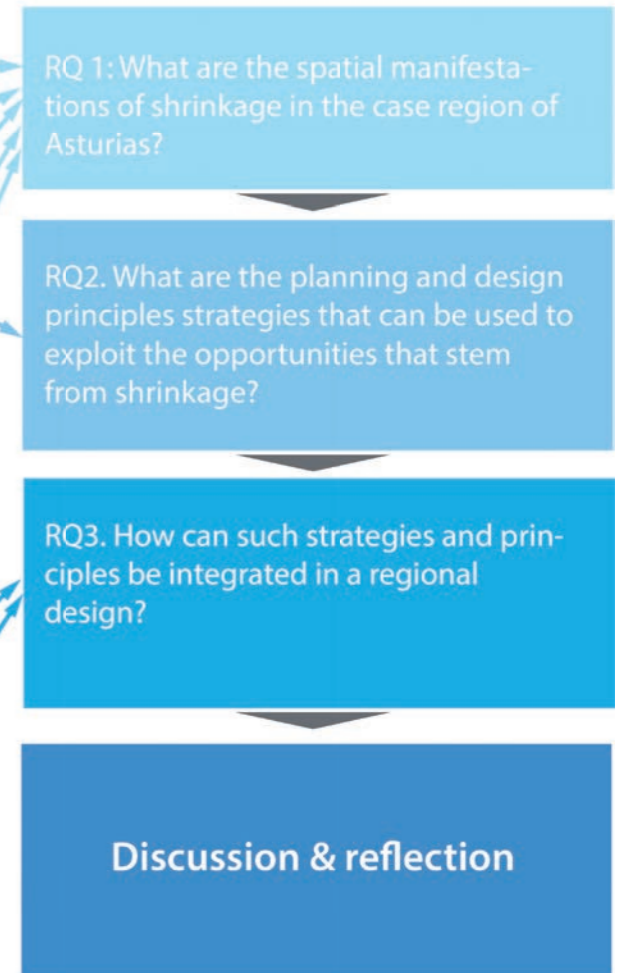 RQ 1: What are the spatial manifesta-
tions of shrinkage in the case region of
Asturias?
RQ2. What are the planning and design
principles strategies that can be used to
exploit the opportunities that stem
from shrinkage?
RQ3. How can such strategies and prin-
ciples be integrated in a regional
design?
Discussion & reflection